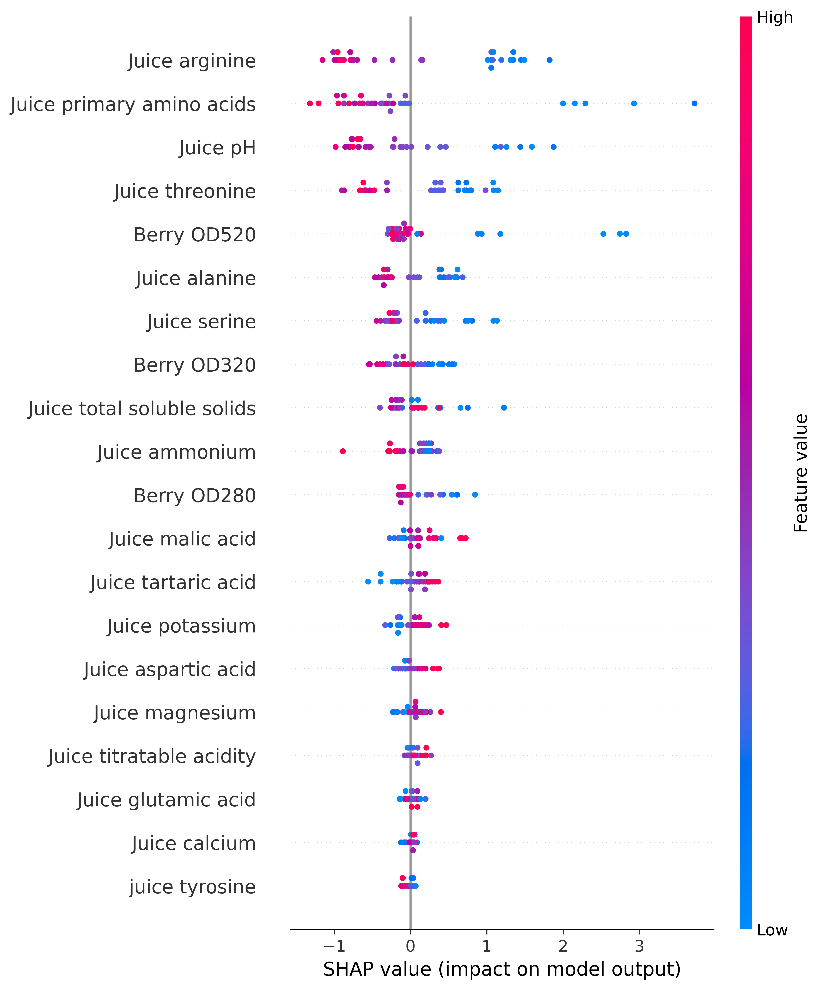 High
Juice arginine
Juice primary amino acids
Juice pH
Juice threonine
Berry OD520
Juice alanine
Juice serine
Berry OD320
Juice total soluble solids
Juice ammonium
Berry OD280
Juice malic acid
Juice tartaric acid
Juice potassium
Juice aspartic acid
Juice magnesium
Juice titratable acidity
Juice glutamic acid
Juice calcium
juice tyrosine
Feature value
Low
−1 0 1 2 3
SHAP value (impact on model output)